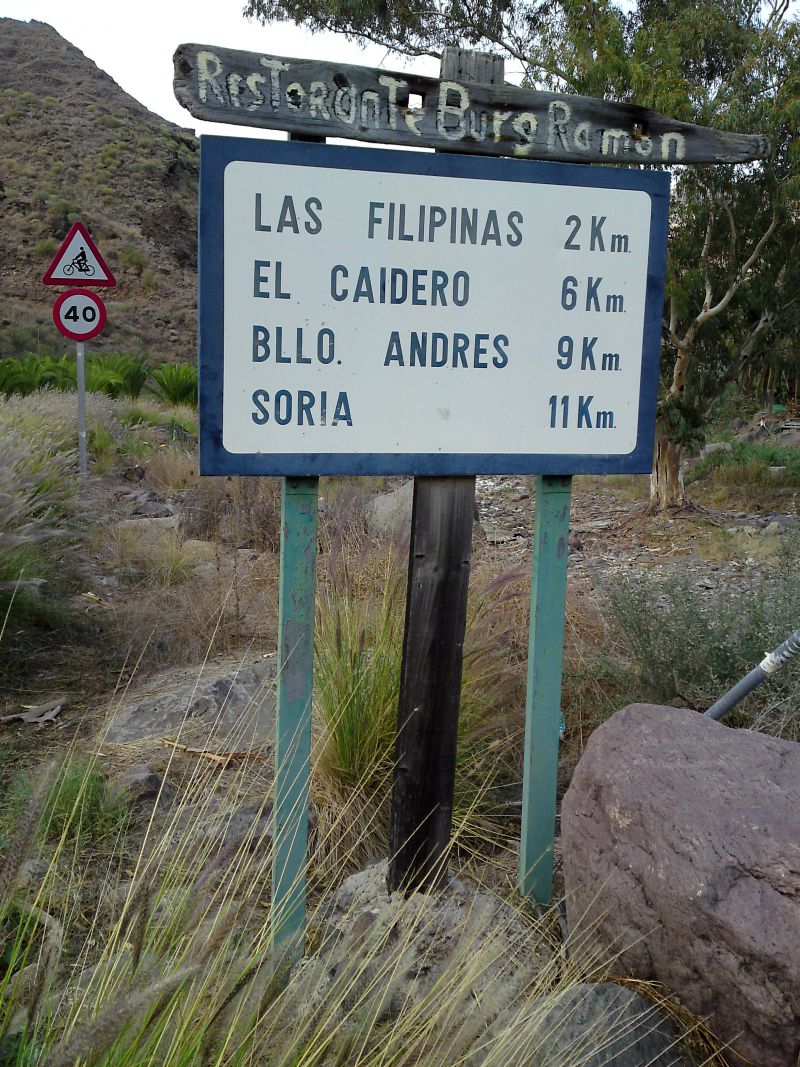 ResToranTe Burg Ramón
LAS FILIPINAS 2 Km.
EL CAIDERO 6 Km.
BLLO. ANDRES 9 Km.
SORIA 11 Km.
40